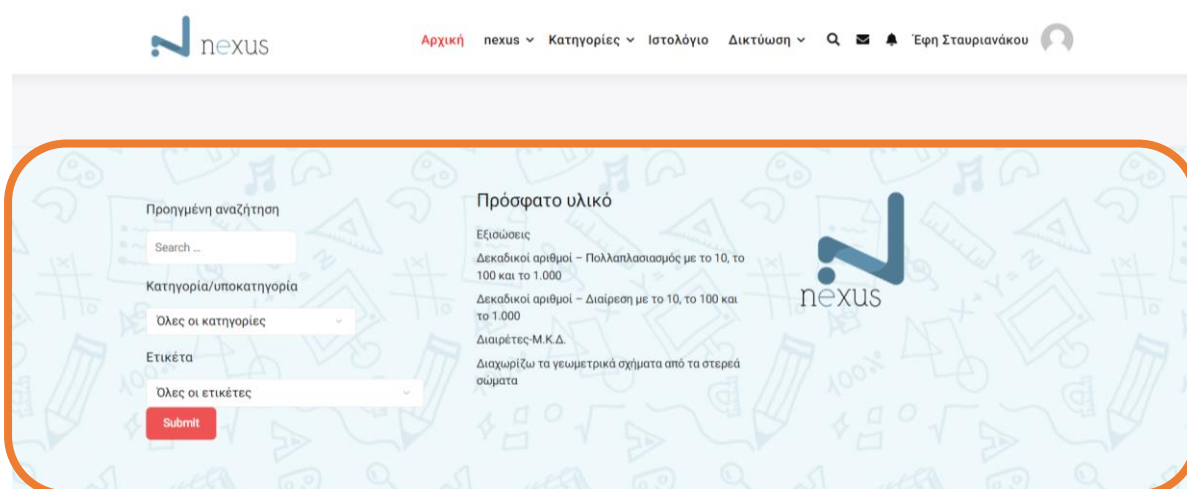 nexus
Αρχική nexus Κατηγορίες Ιστολόγιο Δικτύωση Έφη Σταυριανάκου
Προηγμένη αναζήτηση
Search ...
Κατηγορία/υποκατηγορία
Όλες οι κατηγορίες
Ετικέτα
Όλες οι ετικέτες
Submit
Πρόσφατο υλικό
Εξισώσεις
Δεκαδικοί αριθμοί – Πολλαπλασιασμός με το 10, το
100 και το 1.000
Δεκαδικοί αριθμοί – Διαίρεση με το 10, το 100 και
το 1.000
Διαιρέτες-Μ.Κ.Δ.
Διαχωρίζω τα γεωμετρικά σχήματα από τα στερεά
σώματα
nexus
100%
100%